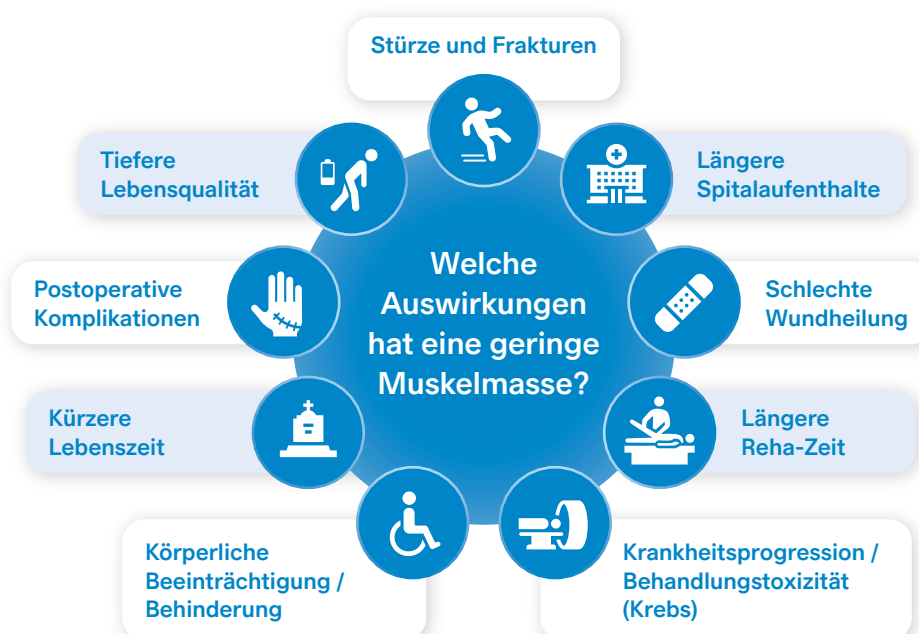 Stürze und Frakturen
Längere
Spitalaufenthalte
Schlechte
Wundheilung
Längere
Reha-Zeit
Krankheitsprogression /
Behandlungstoxizität
(Krebs)
Körperliche
Beeinträchtigung /
Behinderung
Kürzere
Lebenszeit
Postoperative
Komplikationen
Tiefere
Lebensqualität
Welche
Auswirkungen
hat eine geringe
Muskelmasse?